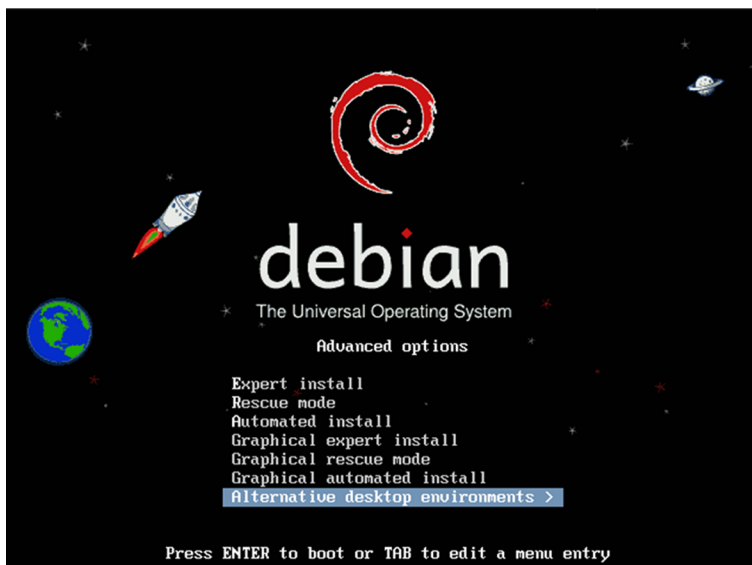 debian
The Universal Operating System
Advanced options
Expert install
Rescue mode
Automated install
Graphical expert install
Graphical rescue mode
Graphical automated install
Alternative desktop environments >
Press ENTER to boot or TAB to edit a menu entry